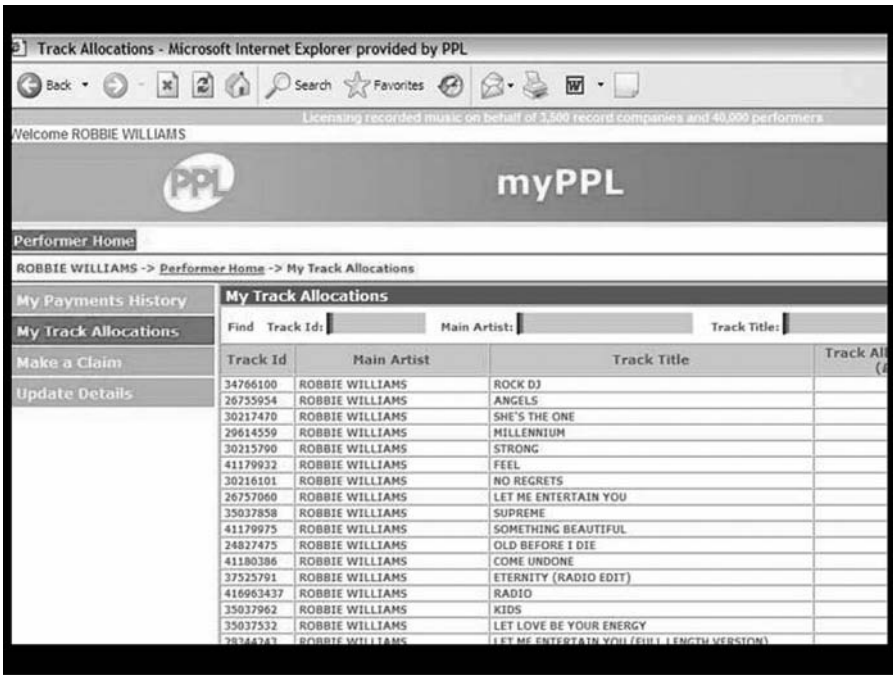 Track Allocations - Microsoft Internet Explorer provided by PPL
Back Search Favorites
Licensing recorded music on behalf of 3,500 record companies and 40,000 performers
Welcome ROBBIE WILLIAMS
PPL myPPL
Performer Home
ROBBIE WILLIAMS -> Performer Home -> My Track Allocations
My Payments History My Track Allocations
My Track Allocations Find Track Id: Main Artist: Track Title:
Make a Claim Track Id Main Artist Track Title Track All
Update Details
34766100 ROBBIE WILLIAMS ROCK DJ
26755954 ROBBIE WILLIAMS ANGELS
30217470 ROBBIE WILLIAMS SHE'S THE ONE
29614559 ROBBIE WILLIAMS MILLENNIUM
30215790 ROBBIE WILLIAMS STRONG
41179932 ROBBIE WILLIAMS FEEL
30216101 ROBBIE WILLIAMS NO REGRETS
26757060 ROBBIE WILLIAMS LET ME ENTERTAIN YOU
35037858 ROBBIE WILLIAMS SUPREME
41179975 ROBBIE WILLIAMS SOMETHING BEAUTIFUL
24827475 ROBBIE WILLIAMS OLD BEFORE I DIE
41180386 ROBBIE WILLIAMS COME UNDONE
37525791 ROBBIE WILLIAMS ETERNITY (RADIO EDIT)
416963437 ROBBIE WILLIAMS RADIO
35037962 ROBBIE WILLIAMS KIDS
35037532 ROBBIE WILLIAMS LET LOVE BE YOUR ENERGY
ROBBIE WILLIAMS LET ME ENTERTAIN YOU (FULL LENGTH VERSION)